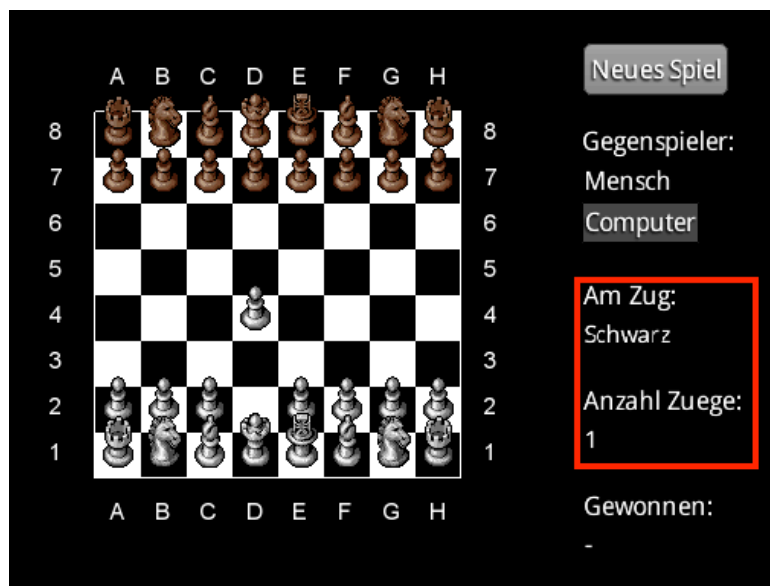 Neues Spiel
A B C D E F G H
8 8
7 7
6 6
5 5
4 4
3 3
2 2
1 1
A B C D E F G H
Gegenspieler:
Mensch
Computer
Am Zug:
Schwarz
Anzahl Zuege:
1
Gewonnen:
-